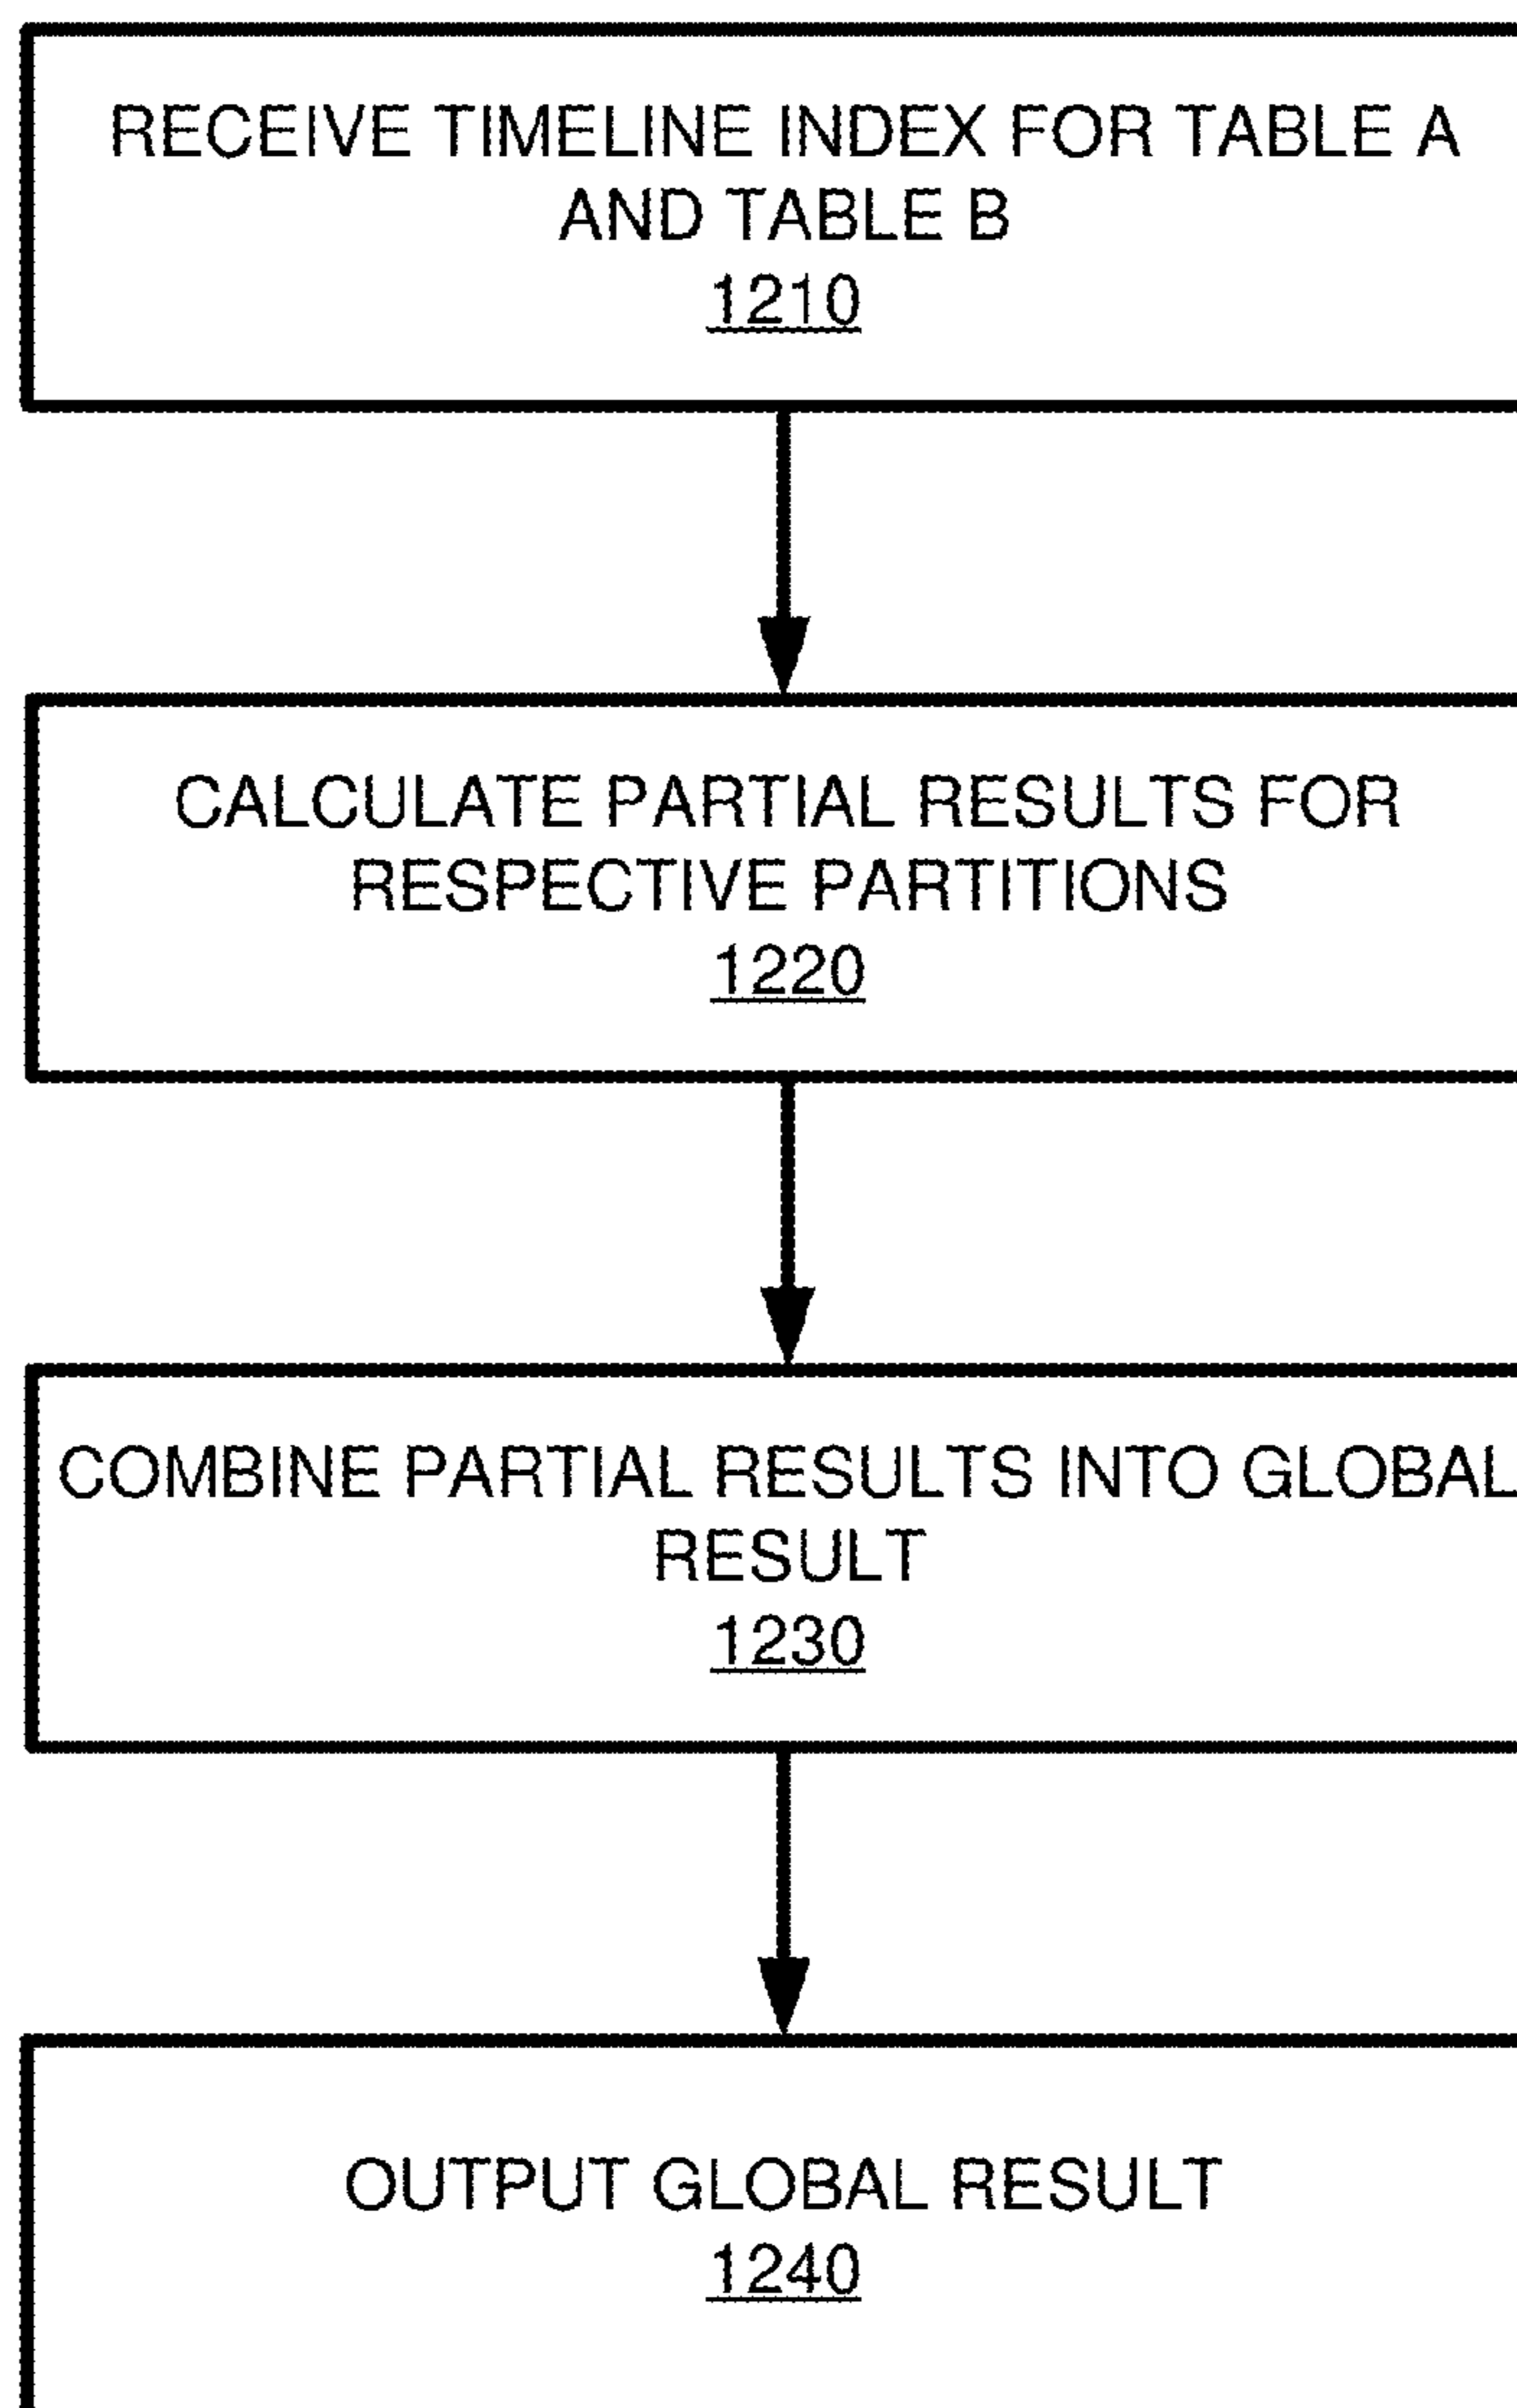 RECEIVE TIMELINE INDEX FOR TABLE A
AND TABLE B
1210
CALCULATE PARTIAL RESULTS FOR
RESPECTIVE PARTITIONS
1220
COMBINE PARTIAL RESULTS INTO GLOBAL
RESULT
1230
OUTPUT GLOBAL RESULT
1240